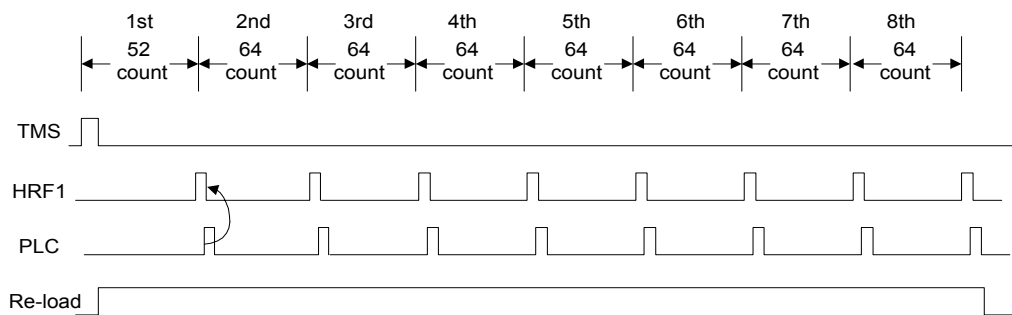 1st 2nd 3rd 4th 5th 6th 7th 8th
52 64 64 64 64 64 64 64
count count count count count count count count
TMS
HRF1
PLC
Re-load